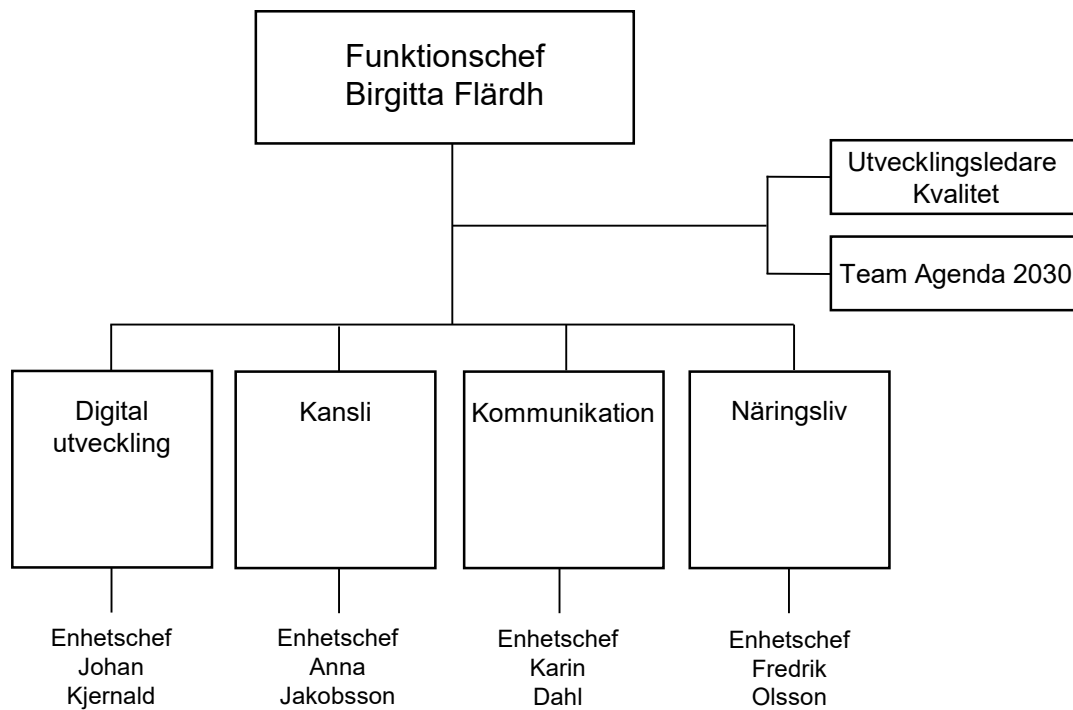 Funktionschef
Birgitta Flärdh
Utvecklingsledare
Kvalitet
Team Agenda 2030
Digital
utveckling
Kansli
Kommunikation
Näringsliv
Enhetschef
Johan
Kjernald
Enhetschef
Anna
Jakobsson
Enhetschef
Karin
Dahl
Enhetschef
Fredrik
Olsson